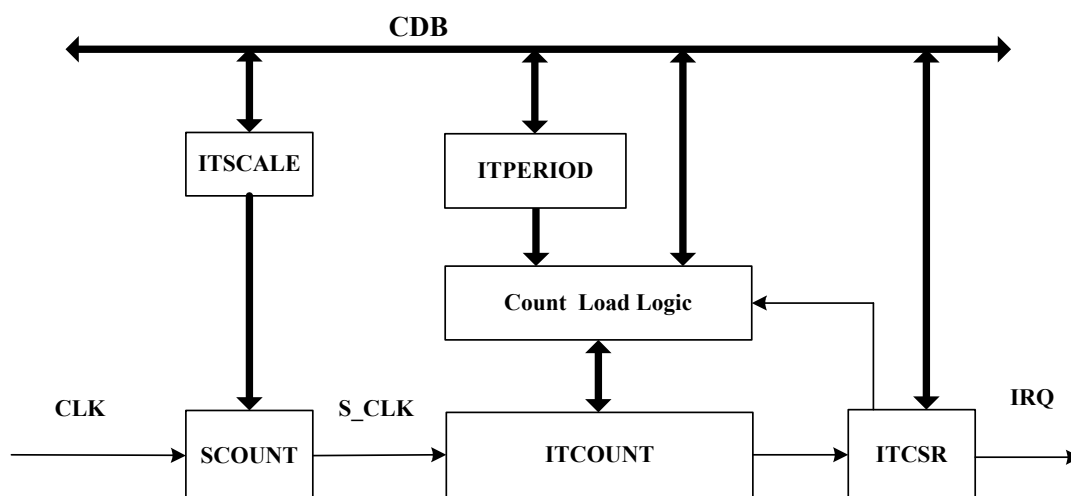 CDB
ITSCALE
ITPERIOD
Count Load Logic
CLK
S_CLK
IRQ
SCOUNT
ITCOUNT
ITCSR